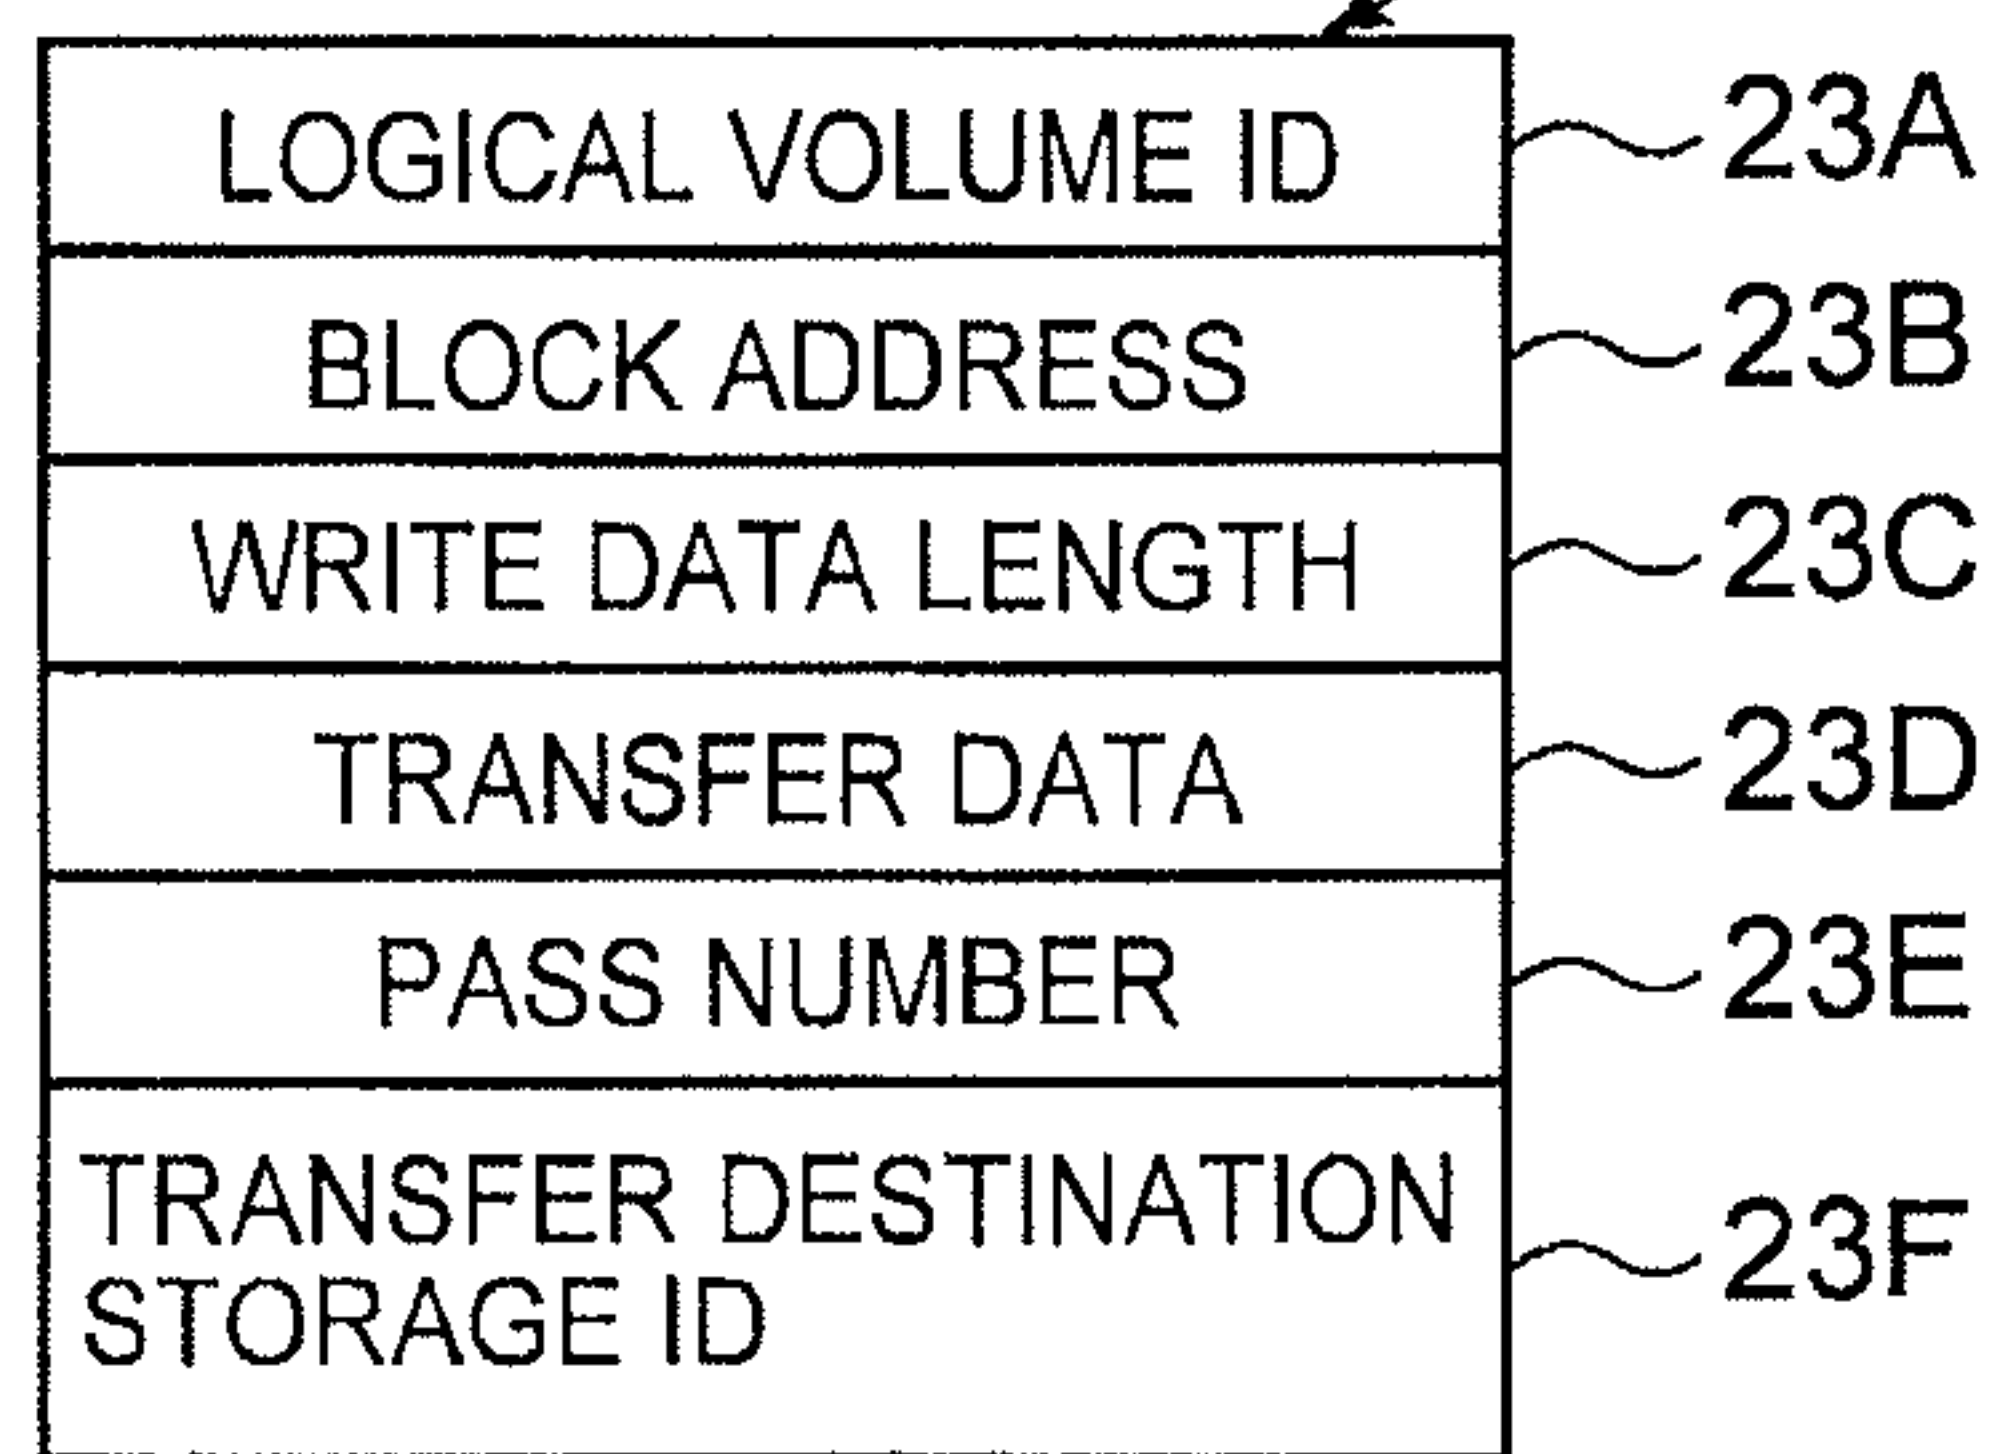 LOGICAL VOLUME ID 23A
BLOCK ADDRESS 23B
WRITE DATA LENGTH 23C
TRANSFER DATA 23D
PASS NUMBER 23E
TRANSFER DESTINATION
STORAGE ID 23F